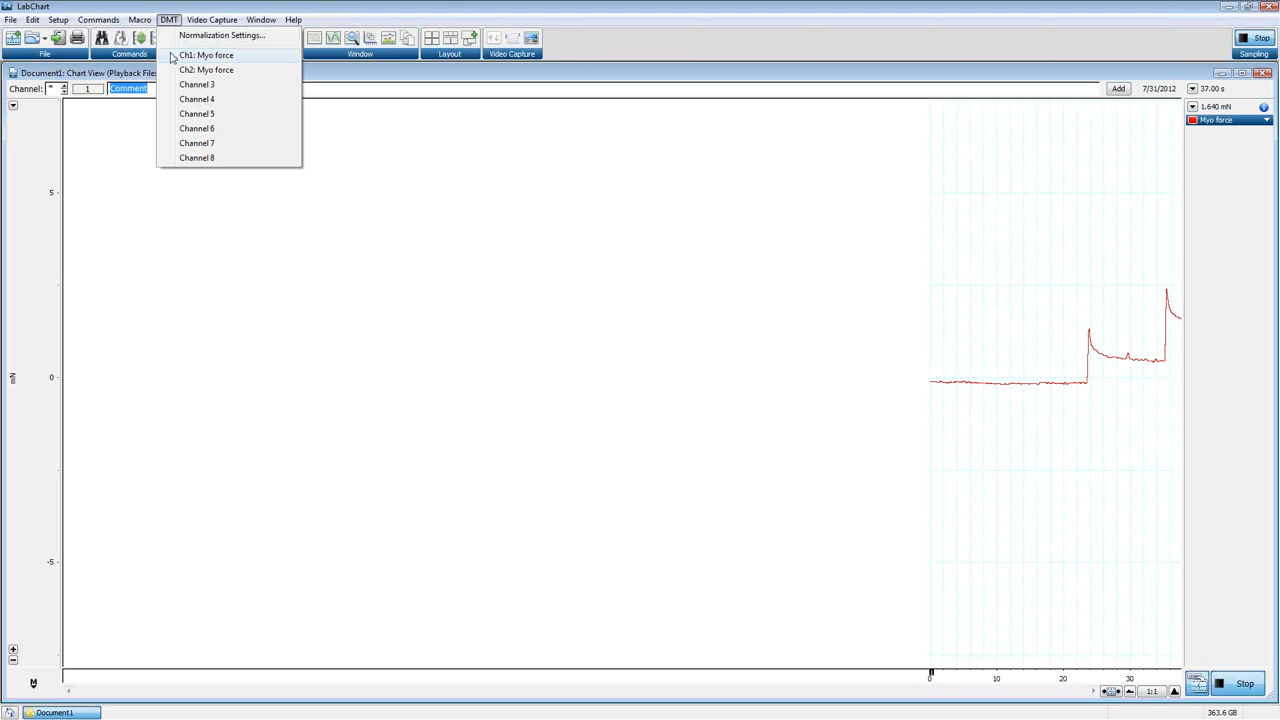 LabChart
File Edit Setup Commands Macro DMT Video Capture Window Help
Normalization Settings...
Ch1: Myo force
Ch2: Myo force
Channel 3
Channel 4
Channel 5
Channel 6
Channel 7
Channel 8
File Commands Window Layout Video Capture
Stop
Sampling
Document1: Chart View (Playback File:
Channel: * 1 Comment Add 7/31/2012 37.00 s
1.640 mN
Myo force
5
0
-5
mN
M
0 10 20 30
1:1
Stop
Document1
363.6 GB